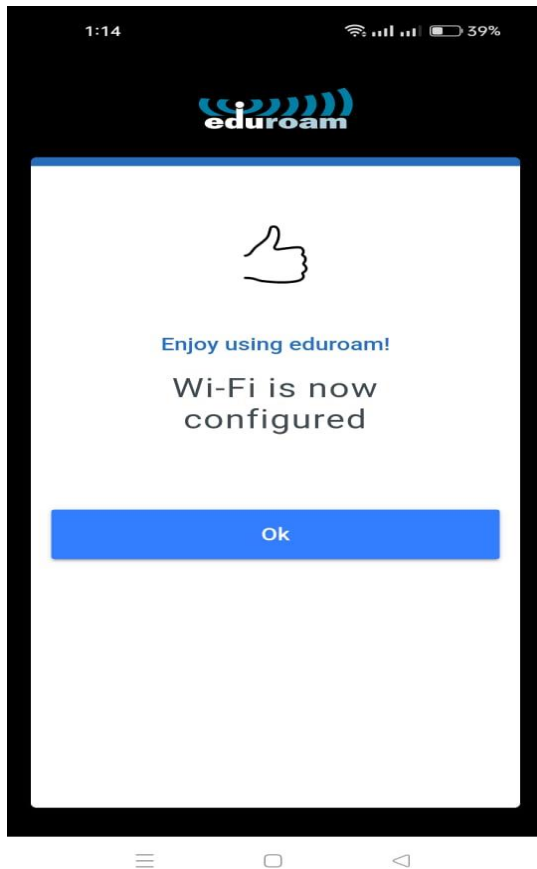 1:14 39%
eduroam
Enjoy using eduroam!
Wi-Fi is now
configured
Ok